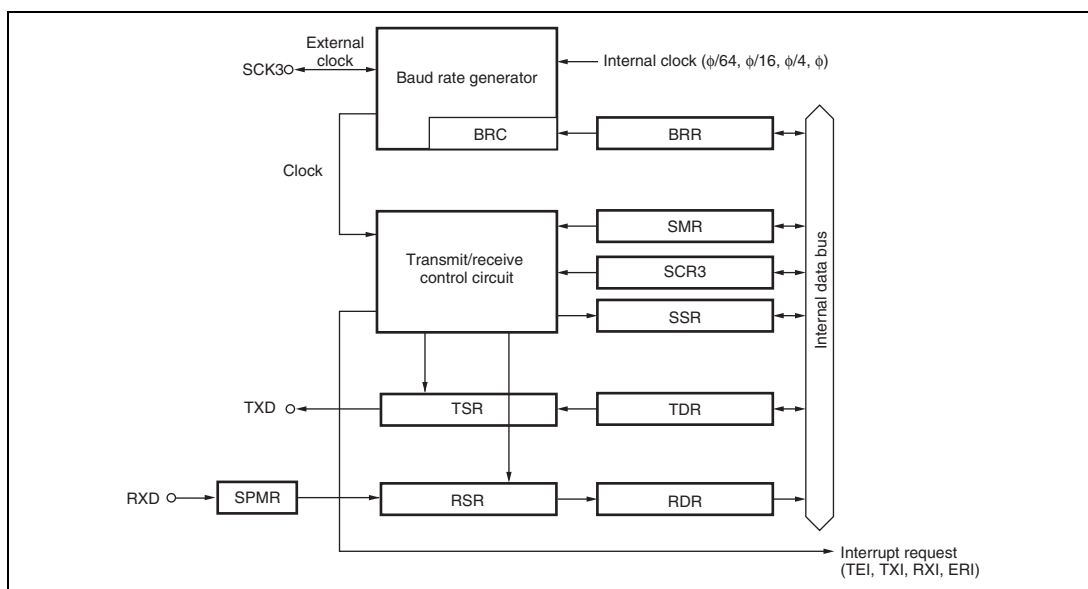 External
clock
SCK3
Baud rate generator
Internal clock (ϕ/64, ϕ/16, ϕ/4, ϕ)
BRC
BRR
Clock
Transmit/receive
control circuit
SMR
SCR3
SSR
Internal data bus
TXD
TSR
TDR
RXD
SPMR
RSR
RDR
Interrupt request
(TEI, TXI, RXI, ERI)